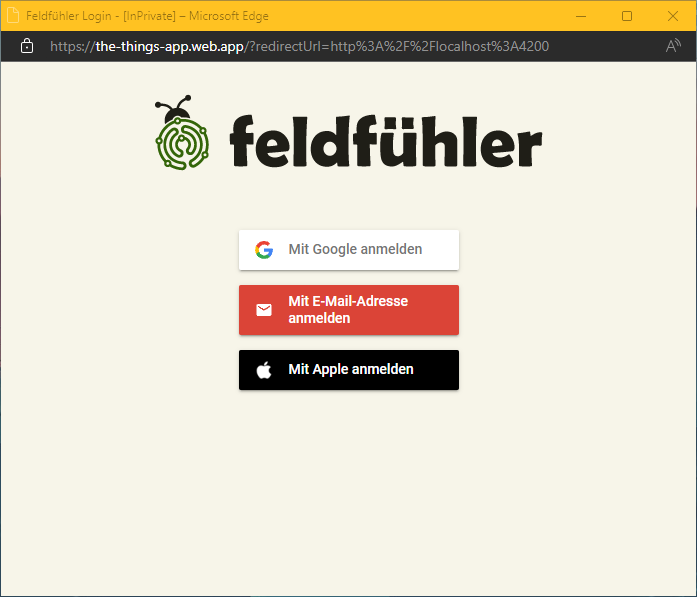 Feldfühler Login - [InPrivate] – Microsoft Edge
https://the-things-app.web.app/?redirectUrl=http%3A%2F%2Flocalhost%3A4200
feldfühler
Mit Google anmelden
Mit E-Mail-Adresse
anmelden
Mit Apple anmelden